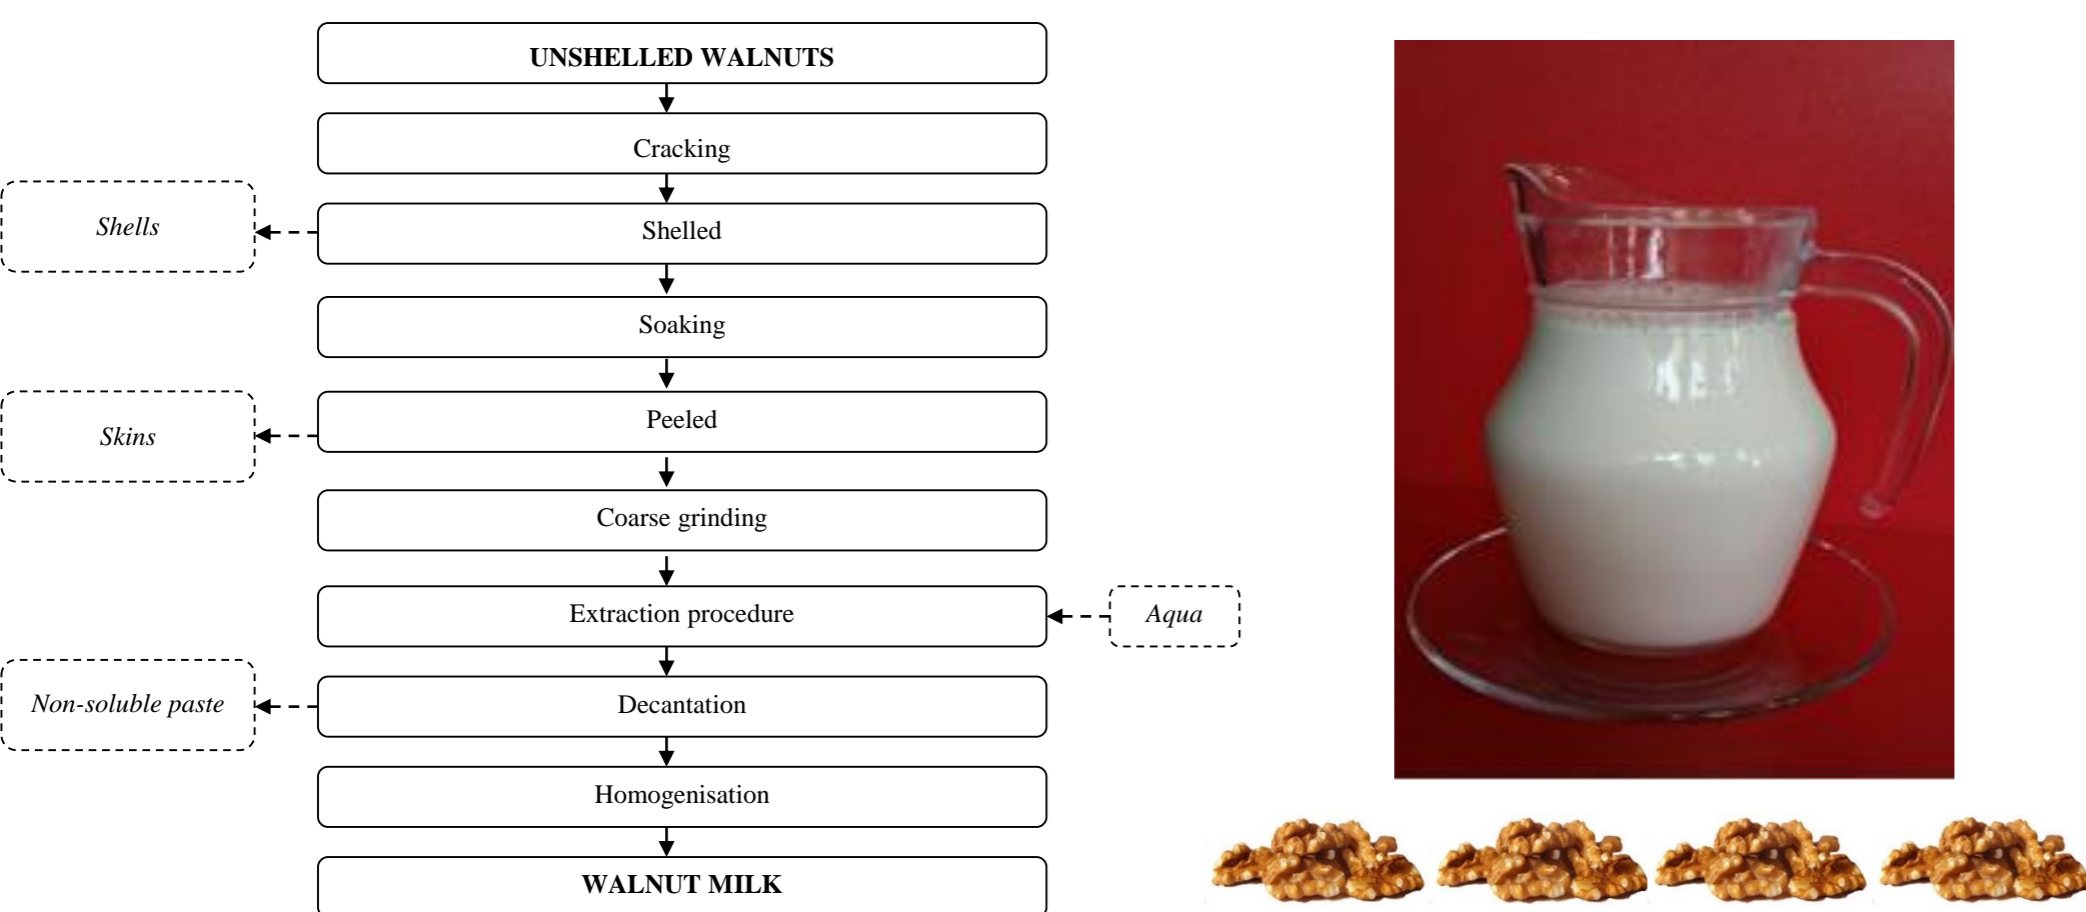 UNSHELLED WALNUTS
Cracking
Shells
Shelled
Soaking
Skins
Peeled
Coarse grinding
Extraction procedure
Aqua
Non-soluble paste
Decantation
Homogenisation
WALNUT MILK